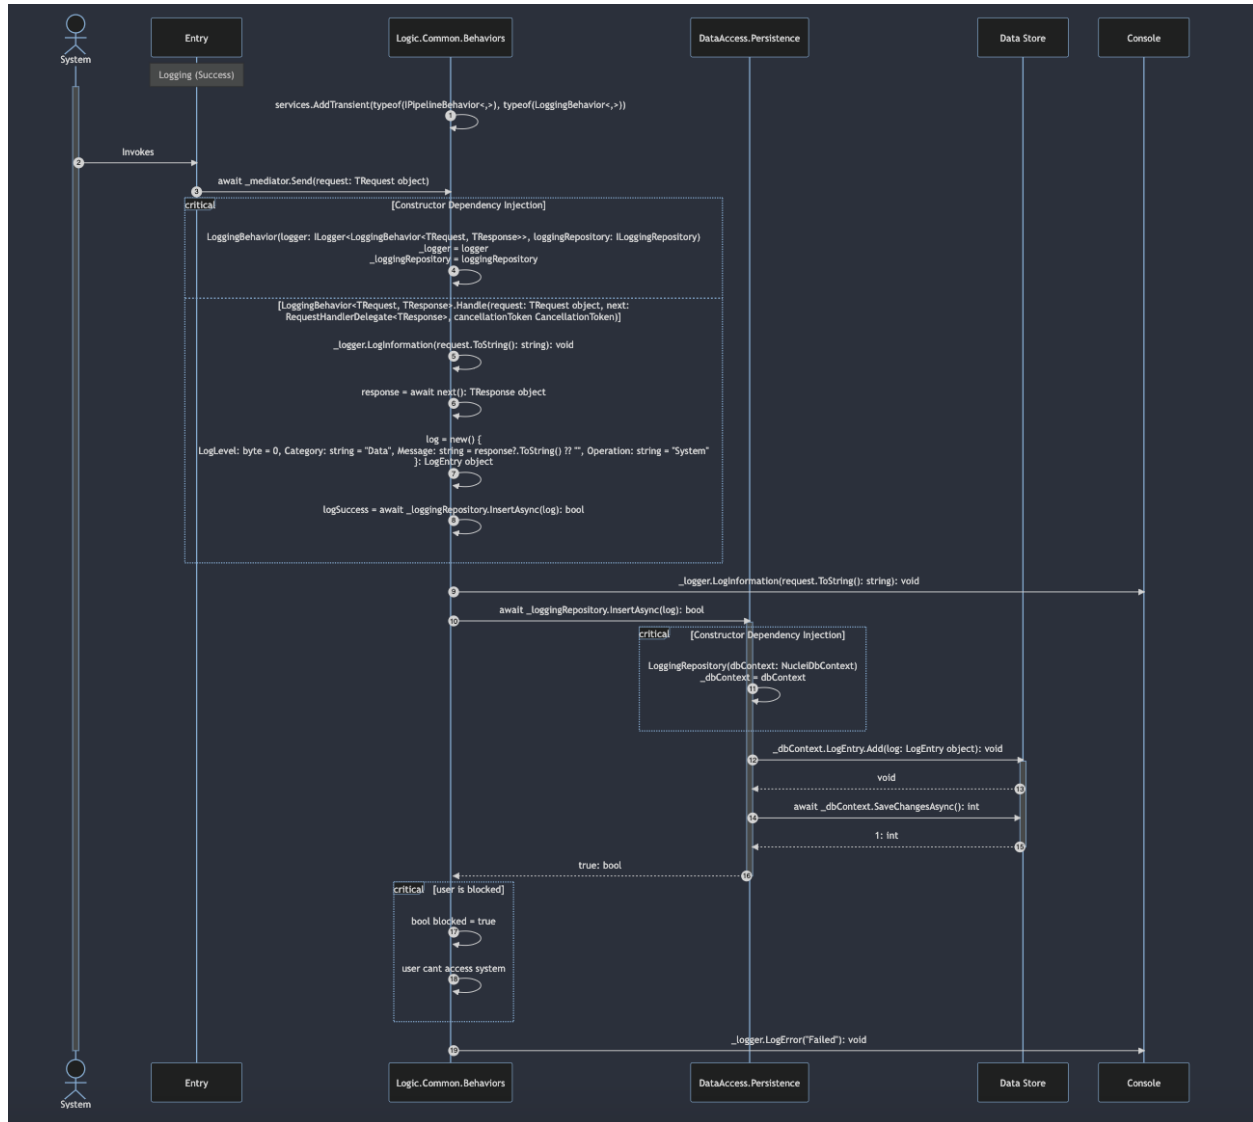 System
Entry
Logic.Common.Behaviors
DataAccess.Persistence
Data Store
Console
Logging (Success)
services.AddTransient(typeof(IPipelineBehavior<,>), typeof(LoggingBehavior<,>))
1
2
Invokes
3
await _mediator.Send(request: TRequest object)
critical
[Constructor Dependency Injection]
LoggingBehavior(logger: ILogger<LoggingBehavior<TRequest, TResponse>>, loggingRepository: ILoggingRepository)
_logger = logger
_loggingRepository = loggingRepository
4
[LoggingBehavior<TRequest, TResponse>.Handle(request: TRequest object, next:
RequestHandlerDelegate<TResponse>, cancellationToken CancellationToken)]
_logger.LogInformation(request.ToString(): string): void
5
response = await next(): TResponse object
6
log = new() {
LogLevel: byte = 0, Category: string = "Data", Message: string = response?.ToString() ?? "", Operation: string = "System"
}: LogEntry object
7
logSuccess = await _loggingRepository.InsertAsync(log): bool
8
_logger.LogInformation(request.ToString(): string): void
9
await _loggingRepository.InsertAsync(log): bool
10
critical
[Constructor Dependency Injection]
LoggingRepository(dbContext: NucleiDbContext)
_dbContext = dbContext
11
_dbContext.LogEntry.Add(log: LogEntry object): void
12
void
13
await _dbContext.SaveChangesAsync(): int
14
1: int
15
true: bool
16
critical
[user is blocked]
bool blocked = true
17
user cant access system
18
_logger.LogError("Failed"): void
19
System
Entry
Logic.Common.Behaviors
DataAccess.Persistence
Data Store
Console